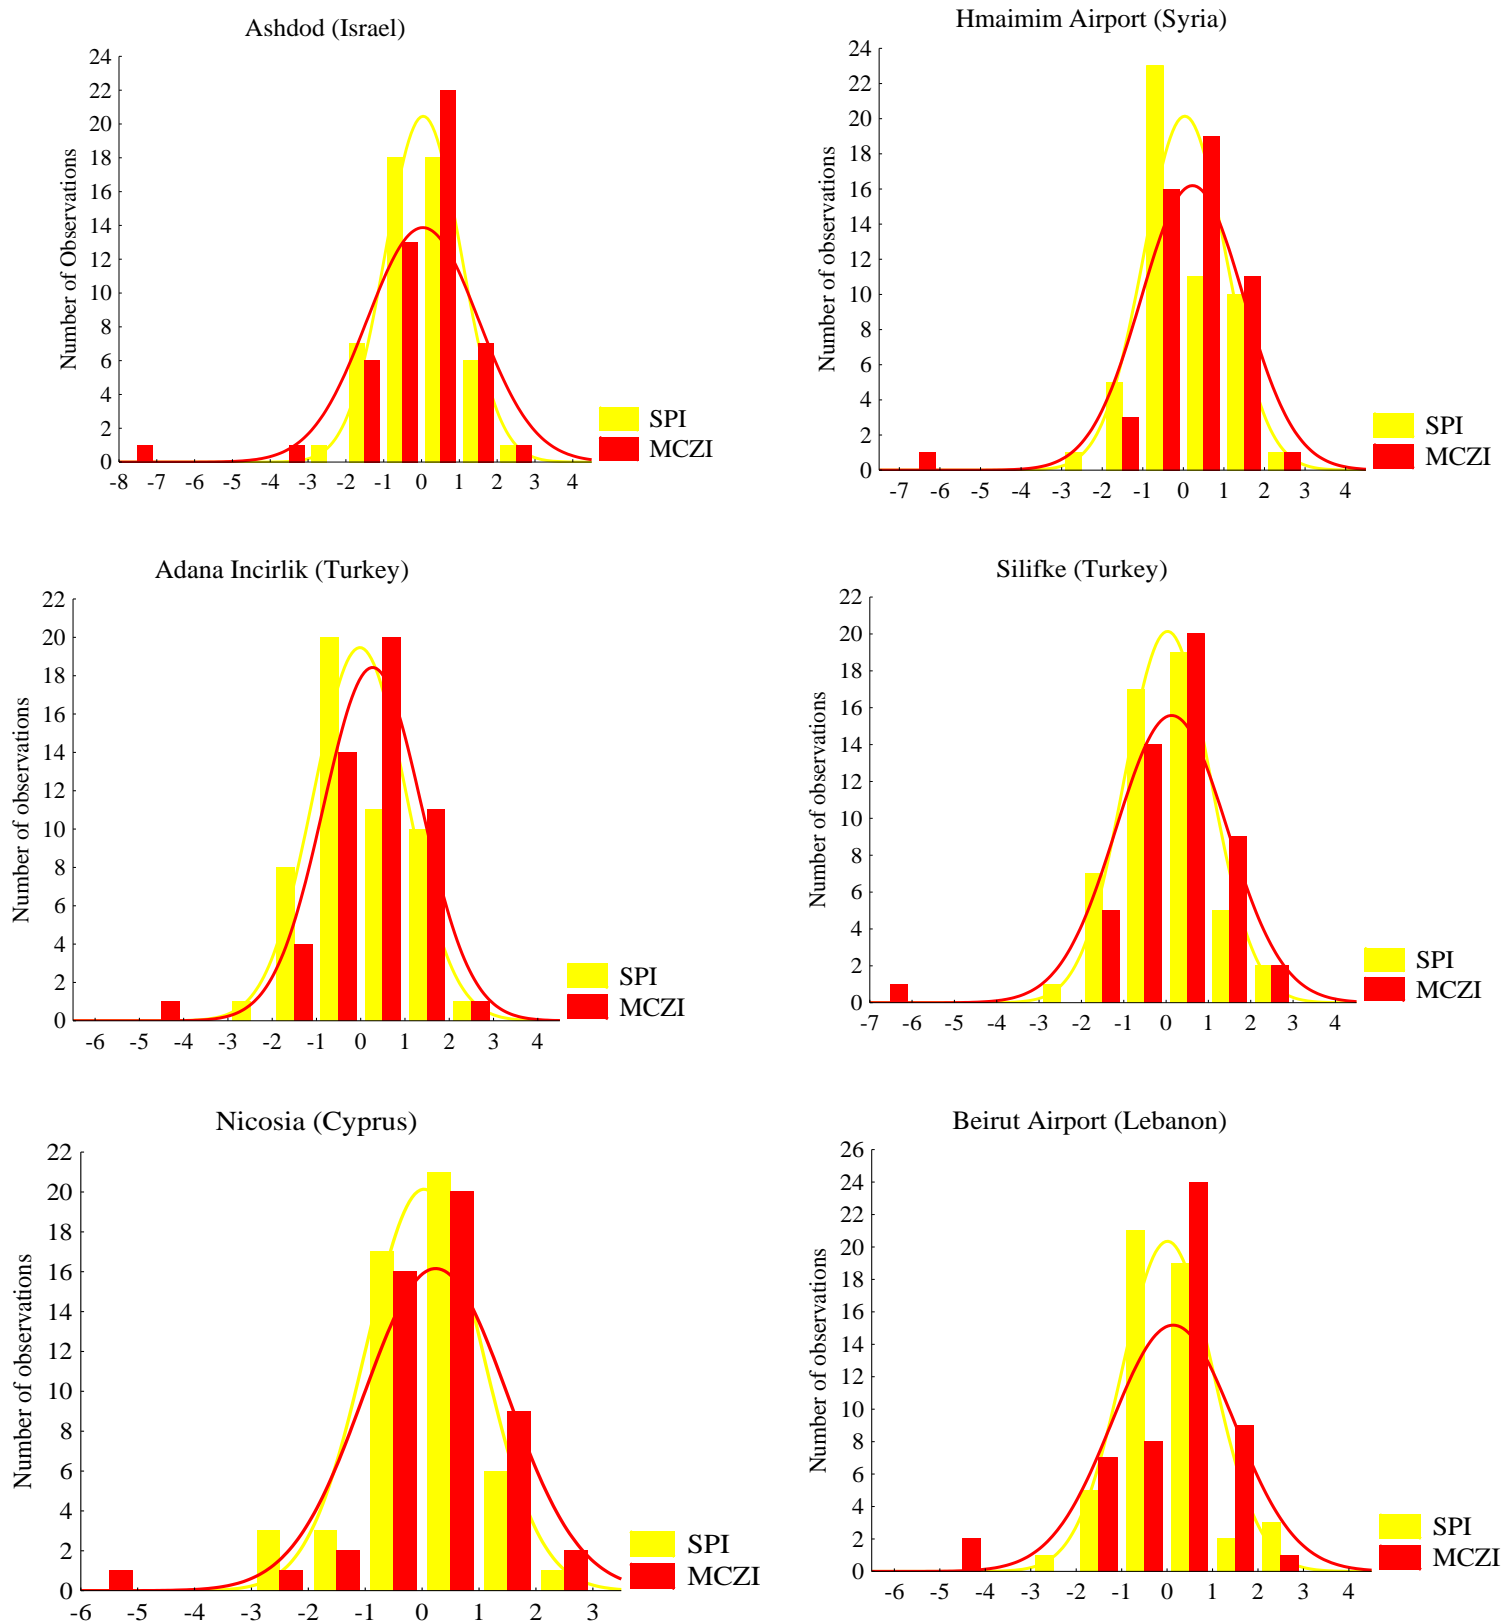 Ashdod (Israel)
Number of Observations
24
22
20
18
16
14
12
10
8
6
4
2
0
-8 -7 -6 -5 -4 -3 -2 -1 0 1 2 3 4
SPI
MCZI
Hmaimim Airport (Syria)
Number of observations
24
22
20
18
16
14
12
10
8
6
4
2
0
-7 -6 -5 -4 -3 -2 -1 0 1 2 3 4
SPI
MCZI
Adana Incirlik (Turkey)
Number of observations
22
20
18
16
14
12
10
8
6
4
2
0
-6 -5 -4 -3 -2 -1 0 1 2 3 4
SPI
MCZI
Silifke (Turkey)
Number of observations
22
20
18
16
14
12
10
8
6
4
2
0
-7 -6 -5 -4 -3 -2 -1 0 1 2 3 4
SPI
MCZI
Nicosia (Cyprus)
Number of observations
22
20
18
16
14
12
10
8
6
4
2
0
-6 -5 -4 -3 -2 -1 0 1 2 3
SPI
MCZI
Beirut Airport (Lebanon)
Number of observations
26
24
22
20
18
16
14
12
10
8
6
4
2
0
-6 -5 -4 -3 -2 -1 0 1 2 3 4
SPI
MCZI